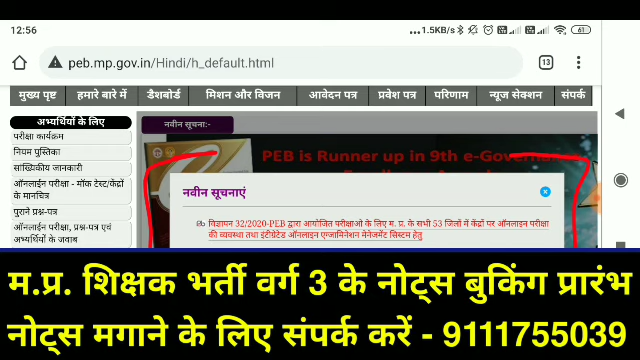 12:56
...1.5KB/s
61
peb.mp.gov.in/Hindi/h_default.html
13
मुख्य पृष्ट हमारे बारे में डैशबोर्ड मिशन और विजन आवेदन पत्र प्रवेश पत्र परिणाम न्यूज सेक्शन संपर्क
अभ्यर्थियों के लिए
परीक्षा कार्यक्रम
नियम पुस्तिका
सांख्यिकीय जानकारी
ऑनलाईन परीक्षा - मॉक टेस्ट/केंद्रों
के मानचित्र
पुराने प्रश्न-पत्र
ऑनलाईन परीक्षा, प्रश्न-पत्र एवं
अभ्यर्थियों के जवाब
नवीन सूचना:-
PEB is Runner up in 9th e-Governa
नवीन सूचनाएं
विज्ञापन 32/2020-PEB द्वारा आयोजित परीक्षाओ के लिए म. प्र. के सभी 53 जिलों में केंद्रों पर ऑनलाइन परीक्षा
की व्यवस्था तथा इंटीग्रेटेड ऑनलाइन एग्जामिनेशन मेनेजमेंट सिस्टम हेतु
म.प्र. शिक्षक भर्ती वर्ग 3 के नोट्स बुकिंग प्रारंभ
नोट्स मगाने के लिए संपर्क करें - 9111755039